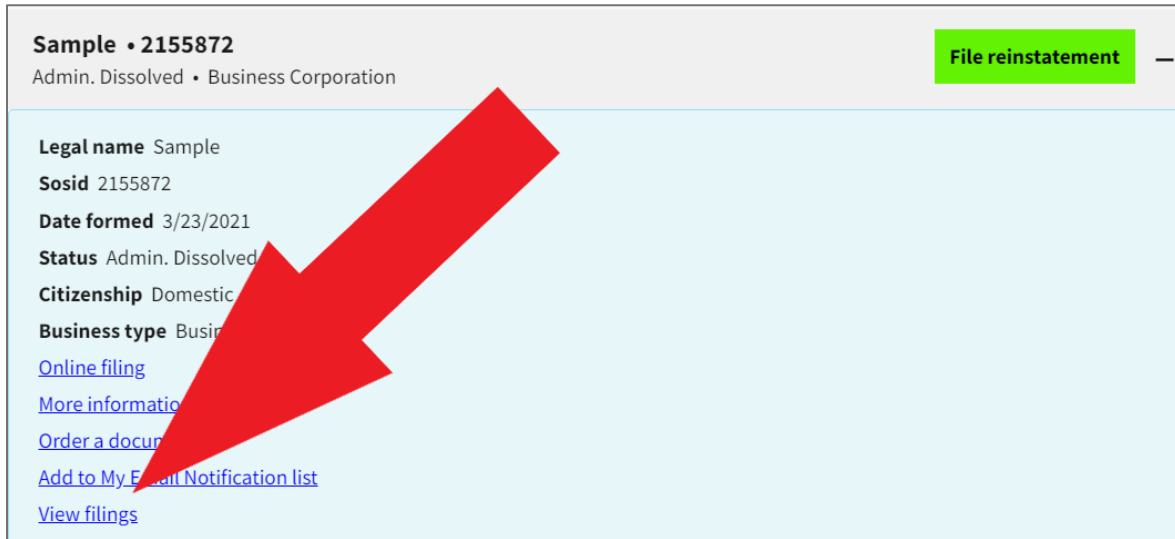 Sample • 2155872
File reinstatement
Admin. Dissolved • Business Corporation
Legal name Sample
Sosid 2155872
Date formed 3/23/2021
Status Admin. Dissolved
Citizenship Domestic
Business type
Online filing
More
Order a
Add to My Email Notification list
View filings